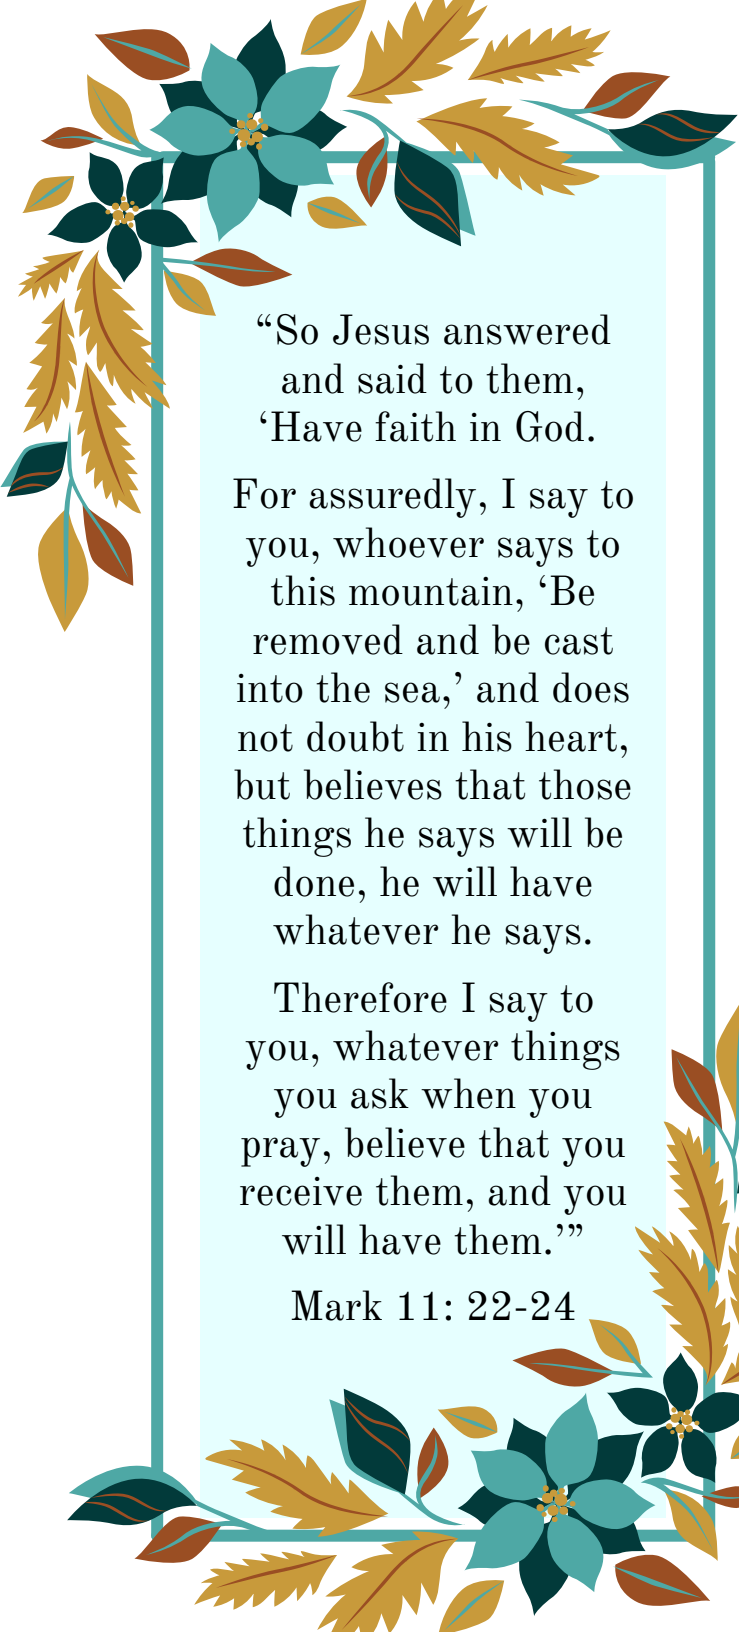 “So Jesus answered
and said to them,
‘Have faith in God.
For assuredly, I say to
you, whoever says to
this mountain, ‘Be
removed and be cast
into the sea,’ and does
not doubt in his heart,
but believes that those
things he says will be
done, he will have
whatever he says.
Therefore I say to
you, whatever things
you ask when you
pray, believe that you
receive them, and you
will have them.’”
Mark 11: 22-24